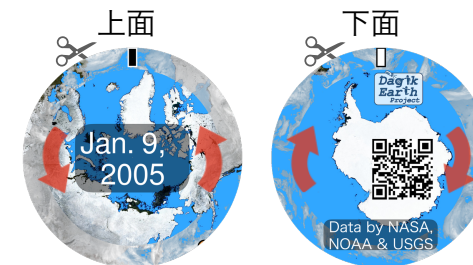 上面
下面
Jan. 9,
2005
Dagik
Earth
Project
Data by NASA,
NOAA & USGS